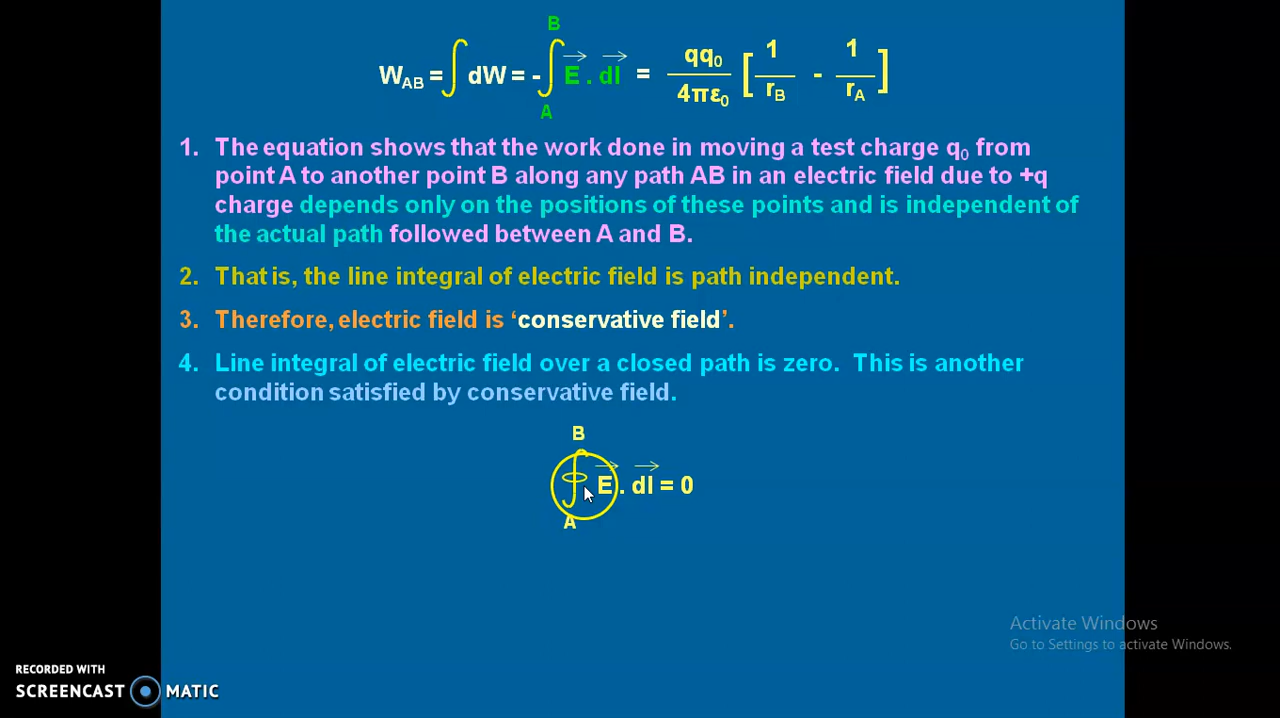 B
W_AB = ∫ dW = - ∫ E⃗ . dl⃗ = qq₀ / 4πε₀ [ 1 / r_B - 1 / r_A ]
A
1. The equation shows that the work done in moving a test charge q₀ from
point A to another point B along any path AB in an electric field due to +q
charge depends only on the positions of these points and is independent of
the actual path followed between A and B.
2. That is, the line integral of electric field is path independent.
3. Therefore, electric field is ‘conservative field’.
4. Line integral of electric field over a closed path is zero. This is another
condition satisfied by conservative field.
B
∮ E⃗ . dl⃗ = 0
A
Activate Windows
Go to Settings to activate Windows.
RECORDED WITH
SCREENCAST MATIC